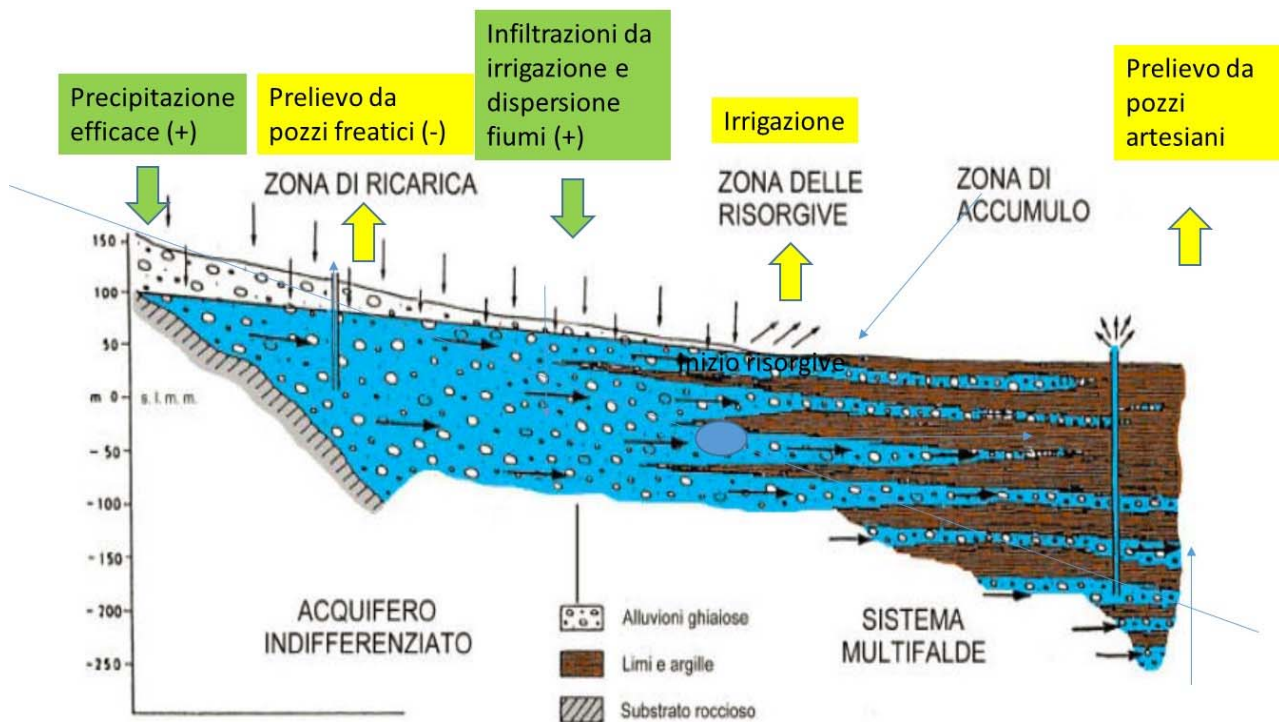 Precipitazione
efficace (+)
Prelievo da
pozzi freatici (-)
Infiltrazioni da
irrigazione e
dispersione
fiumi (+)
Irrigazione
Prelievo da
pozzi
artesiani
ZONA DI RICARICA
ZONA DELLE
RISORGIVE
ZONA DI
ACCUMULO
150
100
50
m 0
s. l. m. m.
-50
-100
-150
-200
-250
inizio risorgive
ACQUIFERO
INDIFFERENZIATO
Alluvioni ghiaiose
Limi e argille
Substrato roccioso
SISTEMA
MULTIFALDE